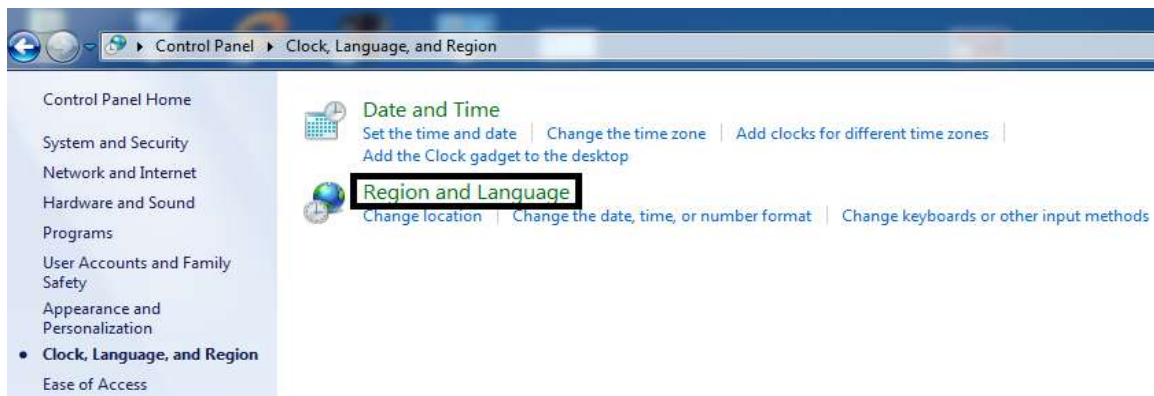 Control Panel ▸ Clock, Language, and Region
Control Panel Home
System and Security
Network and Internet
Hardware and Sound
Programs
User Accounts and Family
Safety
Appearance and
Personalization
Clock, Language, and Region
Ease of Access
Date and Time
Set the time and date | Change the time zone | Add clocks for different time zones |
Add the Clock gadget to the desktop
Region and Language
Change location | Change the date, time, or number format | Change keyboards or other input methods